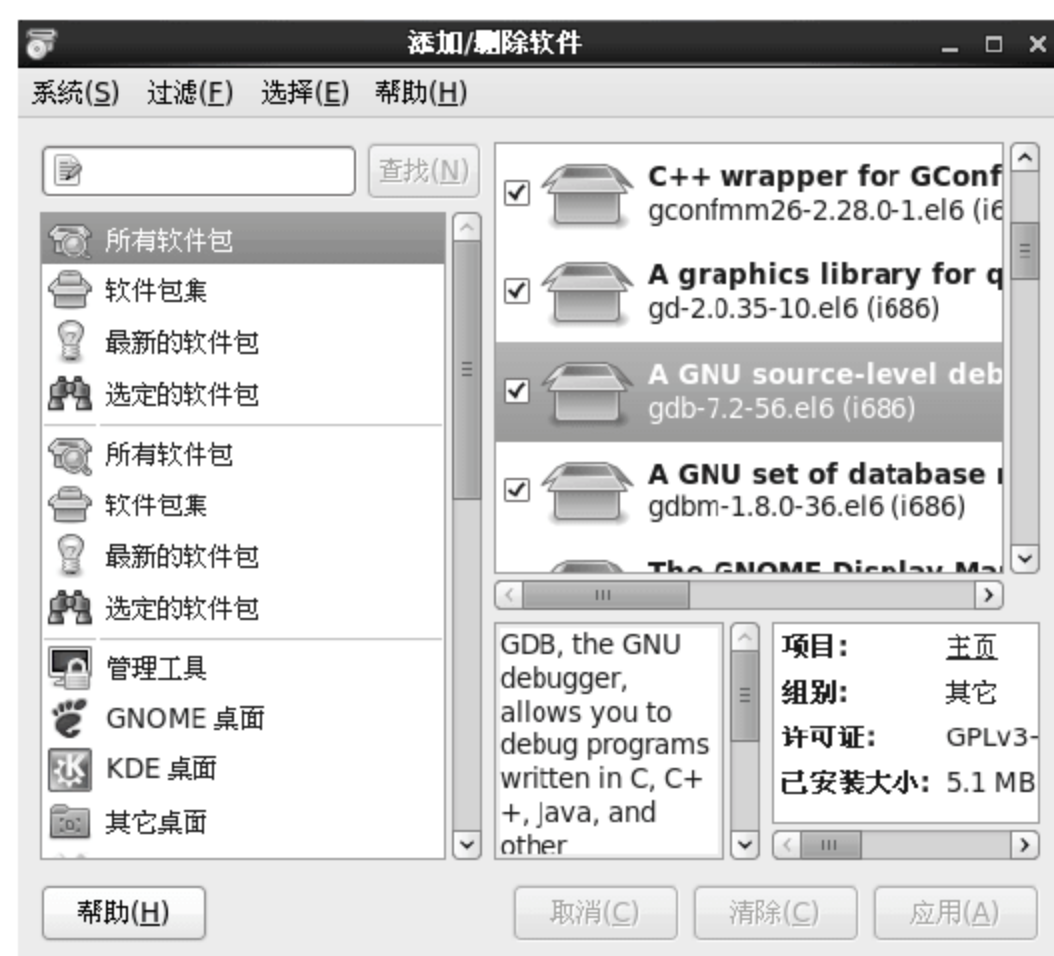 添加/删除软件
系统(S) 过滤(F) 选择(E) 帮助(H)
查找(N)
所有软件包
软件包集
最新的软件包
选定的软件包
所有软件包
软件包集
最新的软件包
选定的软件包
管理工具
GNOME 桌面
KDE 桌面
其它桌面
C++ wrapper for GConf
gconfmm26-2.28.0-1.el6 (i6
A graphics library for q
gd-2.0.35-10.el6 (i686)
A GNU source-level deb
gdb-7.2-56.el6 (i686)
A GNU set of database
gdbm-1.8.0-36.el6 (i686)
The GNOME Display Ma
GDB, the GNU
debugger,
allows you to
debug programs
written in C, C+
+, Java, and
other
项目: 主页
组别: 其它
许可证: GPLv3-
已安装大小: 5.1 MB
帮助(H) 取消(C) 清除(C) 应用(A)